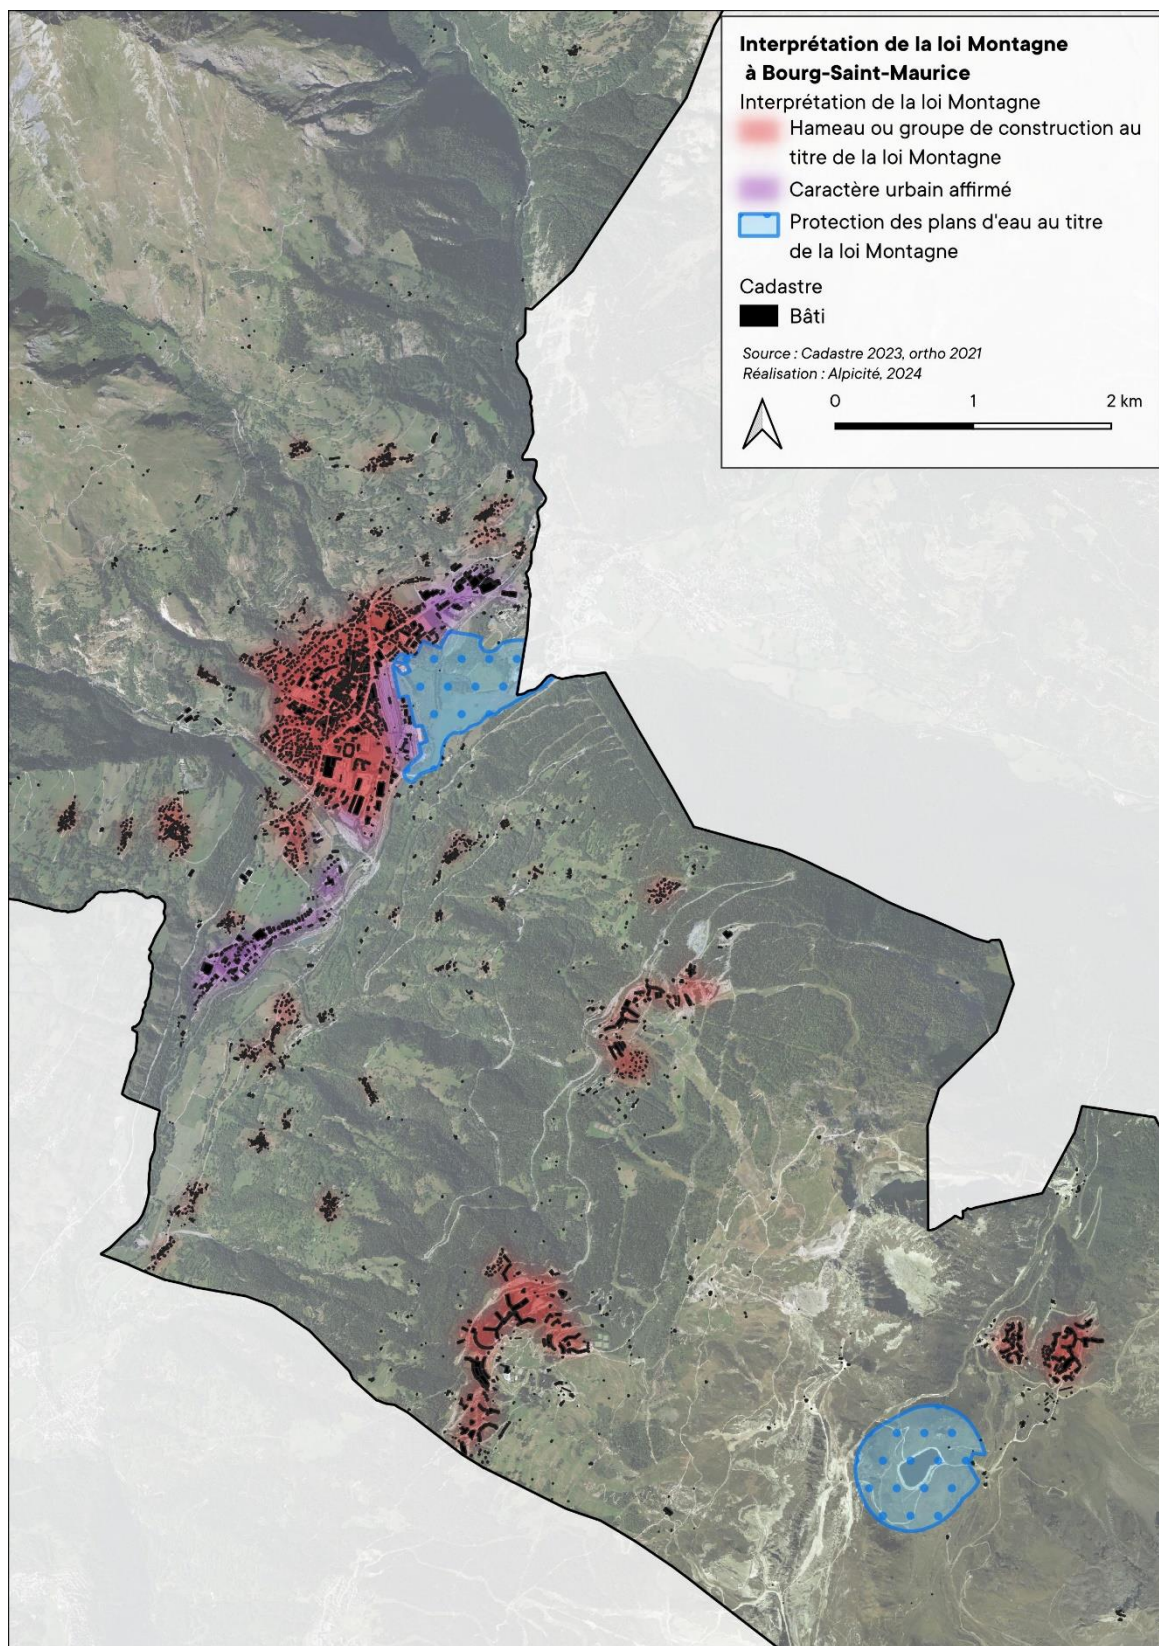 Interprétation de la loi Montagne
à Bourg-Saint-Maurice
Interprétation de la loi Montagne
Hameau ou groupe de construction au
titre de la loi Montagne
Caractère urbain affirmé
Protection des plans d'eau au titre
de la loi Montagne
Cadastre
Bâti
Source : Cadastre 2023, ortho 2021
Réalisation : Alpicité, 2024
0 1 2 km